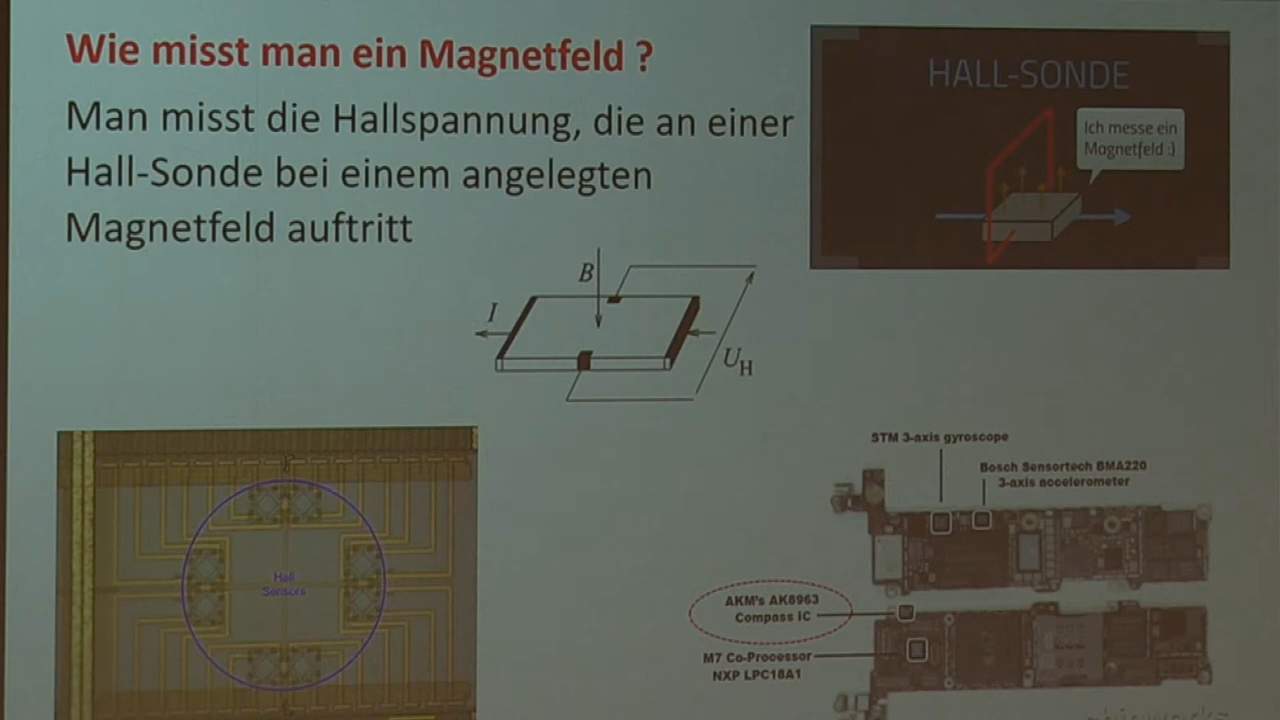 Wie misst man ein Magnetfeld ?
Man misst die Hallspannung, die an einer
Hall-Sonde bei einem angelegten
Magnetfeld auftritt
HALL-SONDE
Ich messe ein
Magnetfeld :)
B
I
U_H
Hall
Sensors
STM 3-axis gyroscope
Bosch Sensortech BMA220
3-axis accelerometer
AKM's AK8963
Compass IC
M7 Co-Processor
NXP LPC18A1